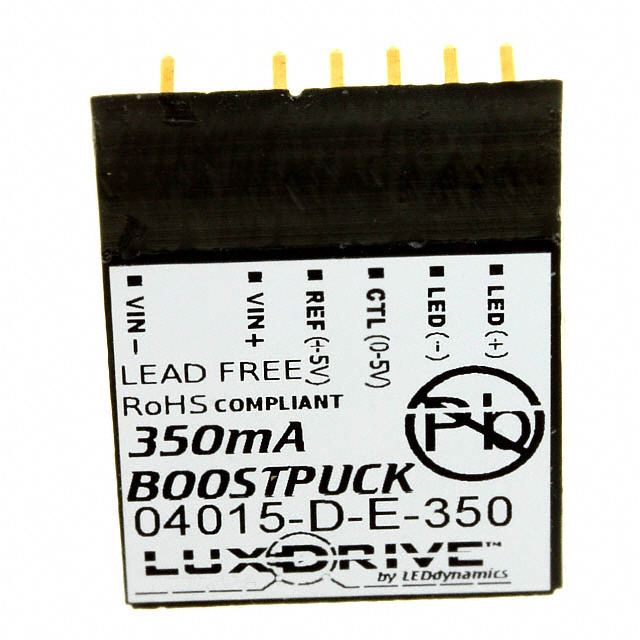 VIN-
VIN+
REF (+5V)
CTL (0-5V)
LED (-)
LED (+)
LEAD FREE
RoHS COMPLIANT
Pb
350mA
BOOSTPUCK
04015-D-E-350
LUXDRIVE™
by LEDdynamics